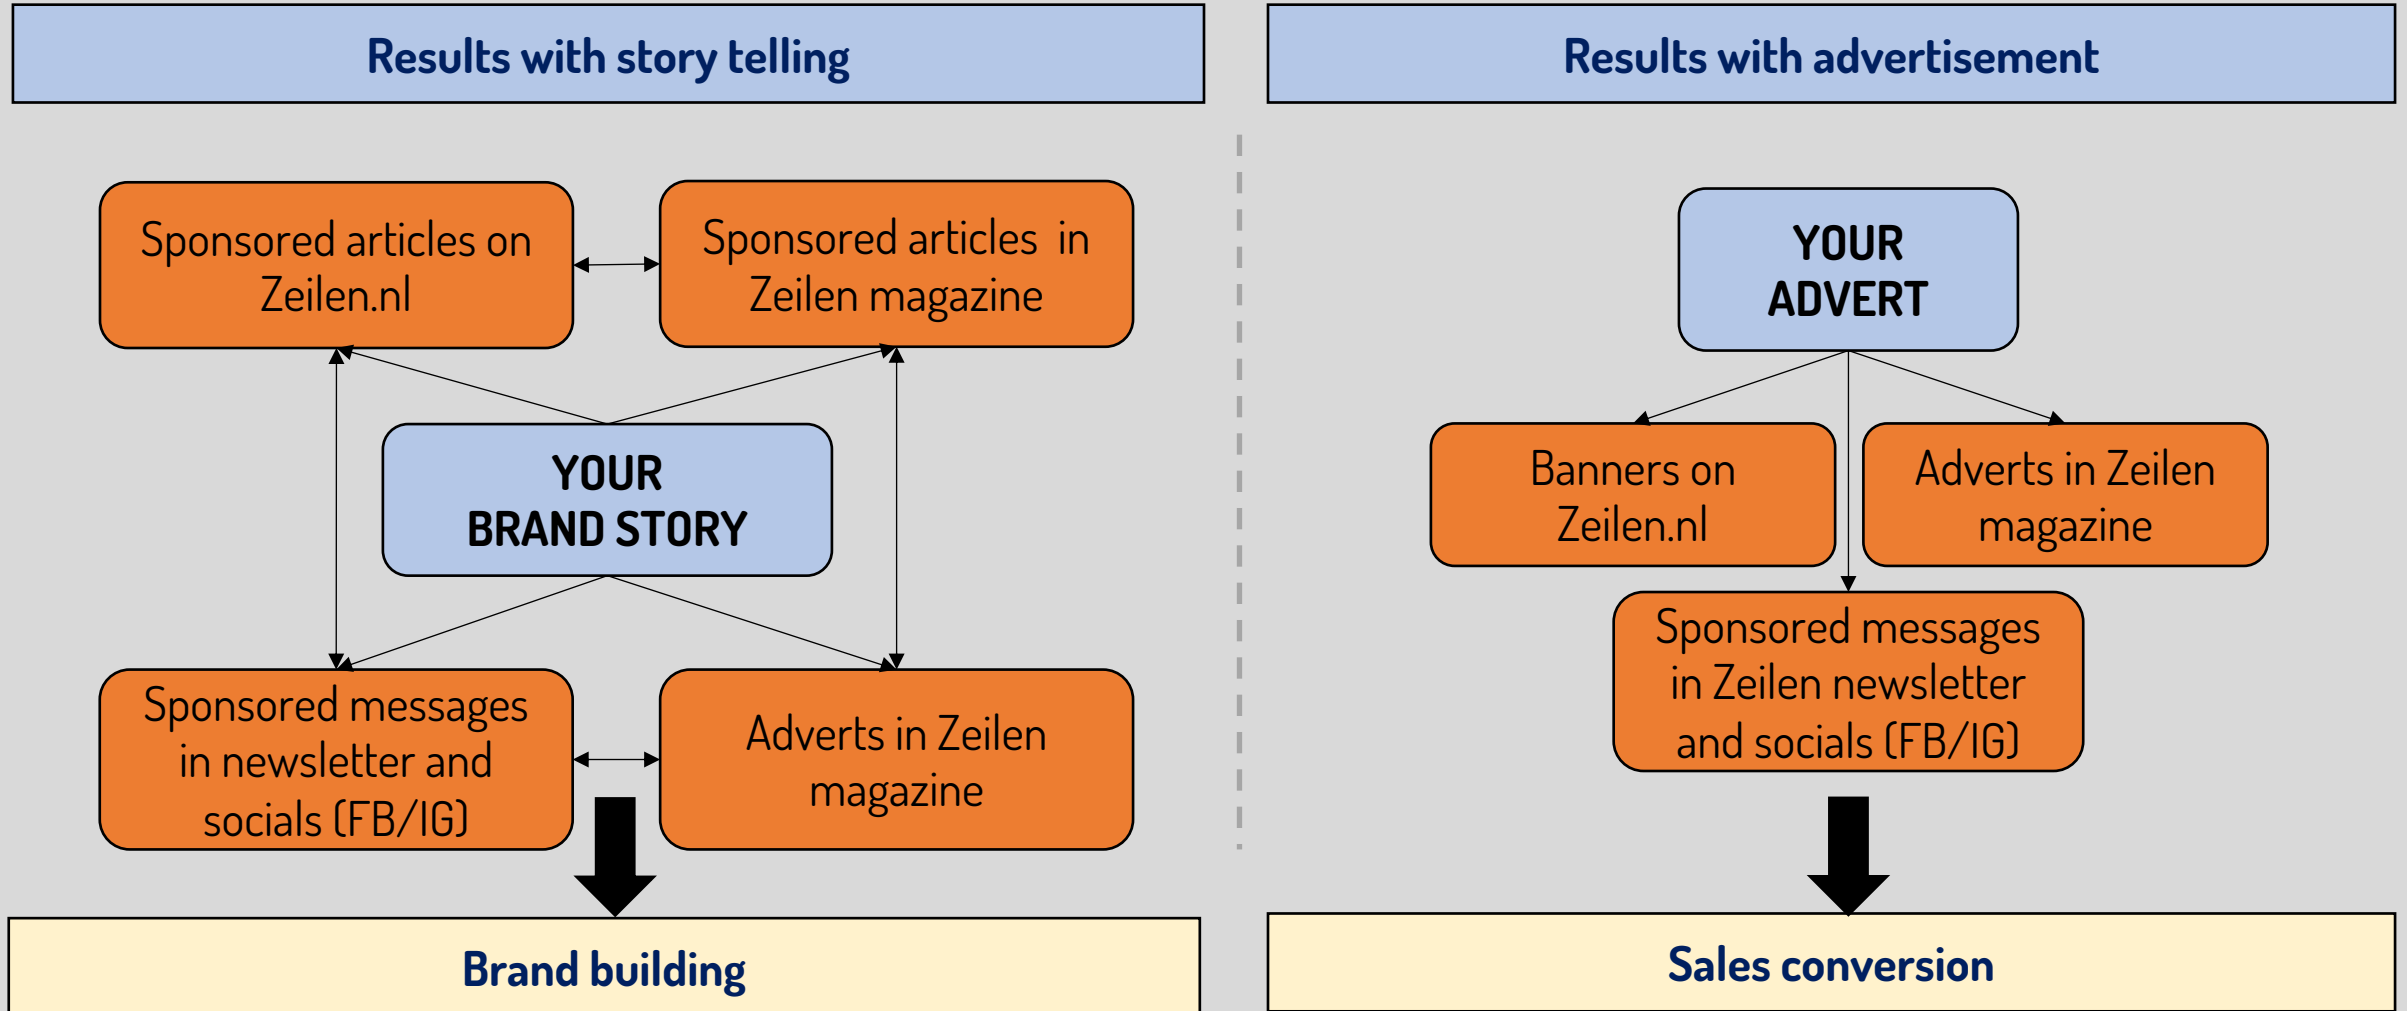 Results with story telling
Sponsored articles on
Zeilen.nl
Sponsored articles in
Zeilen magazine
YOUR
BRAND STORY
Sponsored messages
in newsletter and
socials (FB/IG)
Adverts in Zeilen
magazine
Brand building
Results with advertisement
YOUR
ADVERT
Banners on
Zeilen.nl
Adverts in Zeilen
magazine
Sponsored messages
in Zeilen newsletter
and socials (FB/IG)
Sales conversion